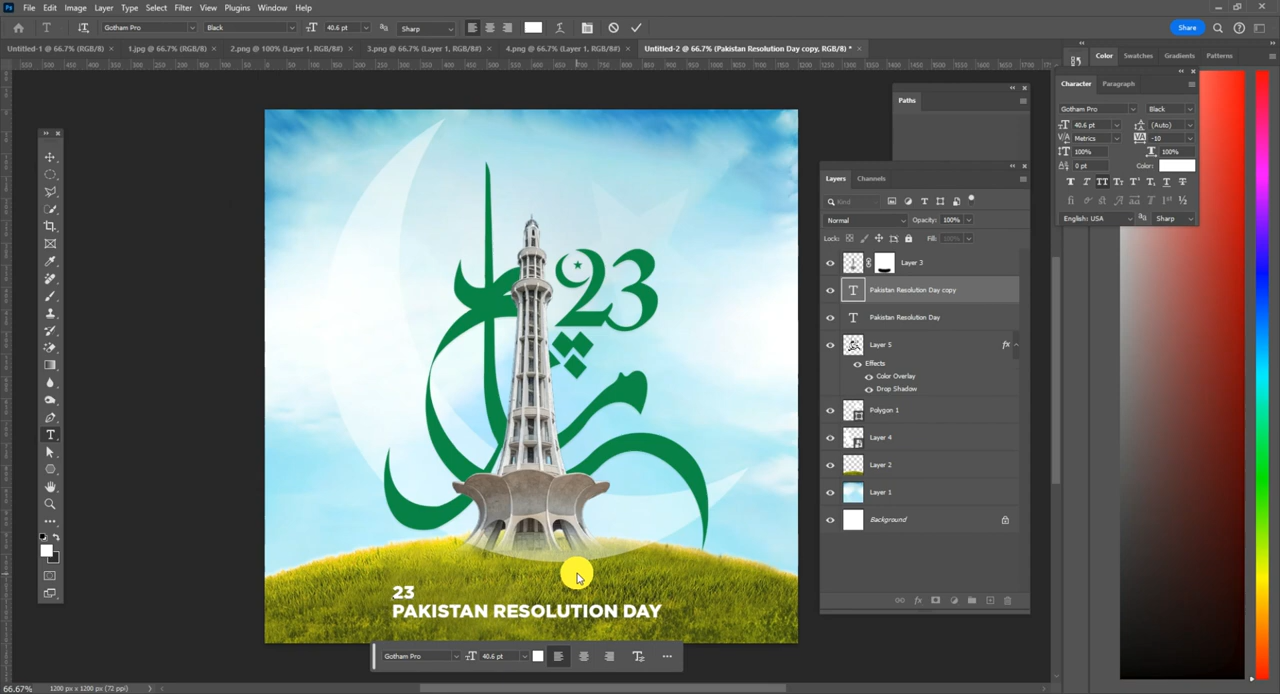 File Edit Image Layer Type Select Filter View Plugins Window Help
Gotham Pro Black 40.6 pt Sharp Share
Untitled-1 @ 66.7% (RGB/8) 1.jpg @ 66.7% (RGB/8) 2.png @ 100% (Layer 1, RGB/8#) 3.png @ 66.7% (Layer 1, RGB/8#) 4.png @ 66.7% (Layer 1, RGB/8#) Untitled-2 @ 66.7% (Pakistan Resolution Day copy, RGB/8) *
Color Swatches Gradients Patterns
Character Paragraph
Gotham Pro Black
40.6 pt (Auto)
Metrics -10
100% 100%
0 pt Color:
English: USA Sharp
Paths
Layers Channels
Kind
Normal Opacity: 100%
Lock: Fill: 100%
Layer 3
Pakistan Resolution Day copy
Pakistan Resolution Day
Layer 5 fx
Effects
Color Overlay
Drop Shadow
Polygon 1
Layer 4
Layer 2
Layer 1
Background
23
23
PAKISTAN RESOLUTION DAY
Gotham Pro 40.6 pt
66.67% 1200 px x 1200 px (72 ppi)